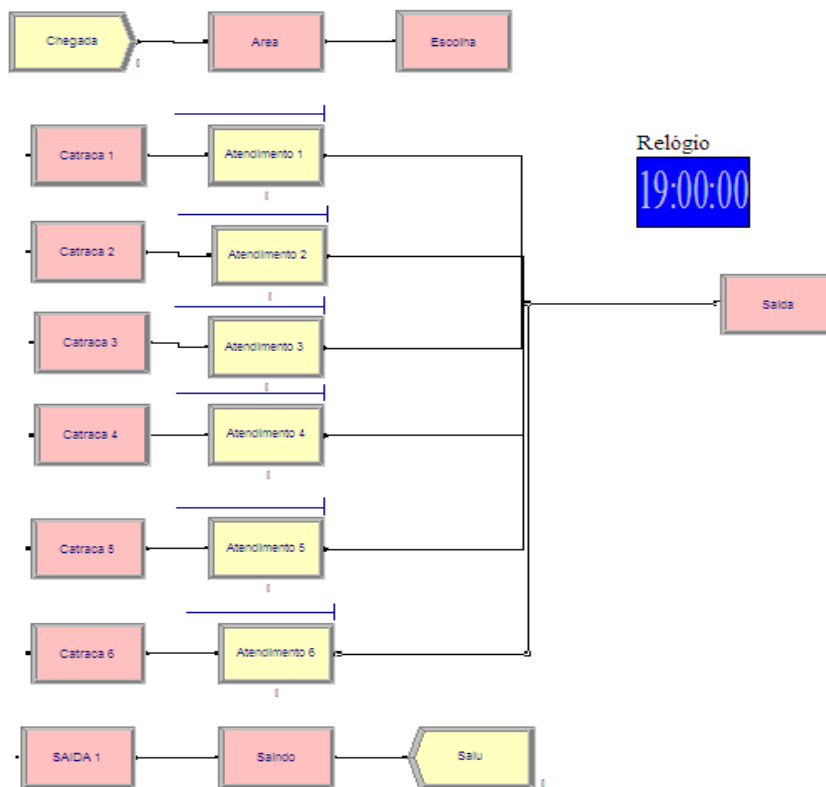 Chegada
Area
Escolha
Catraca 1
Atendimento 1
Relógio
19:00:00
Catraca 2
Atendimento 2
Saida
Catraca 3
Atendimento 3
Catraca 4
Atendimento 4
Catraca 5
Atendimento 5
Catraca 6
Atendimento 6
SAIDA 1
Saindo
Saiu